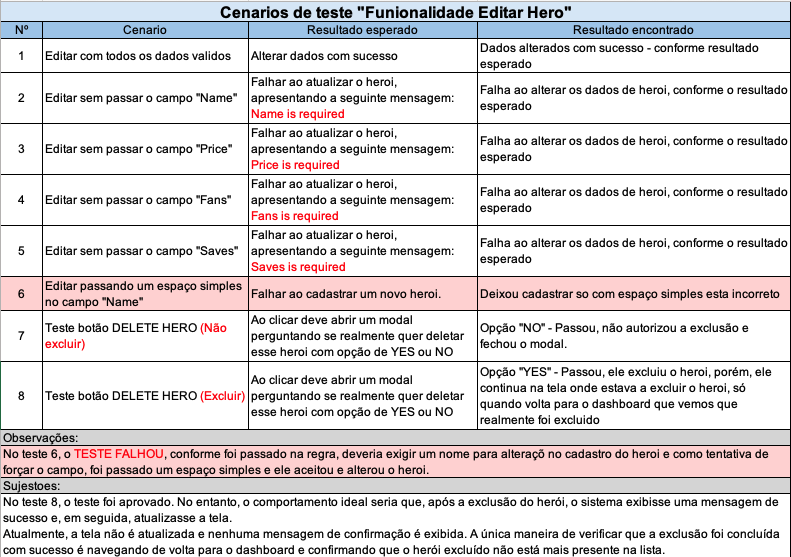 Cenarios de teste "Funionalidade Editar Hero"
Nº Cenario Resultado esperado Resultado encontrado
1 Editar com todos os dados validos Alterar dados com sucesso Dados alterados com sucesso - conforme resultado
esperado
2 Editar sem passar o campo "Name" Falhar ao atualizar o heroi,
apresentando a seguinte mensagem:
Name is required
Falha ao alterar os dados de heroi, conforme o resultado
esperado
3 Editar sem passar o campo "Price" Falhar ao atualizar o heroi,
apresentando a seguinte mensagem:
Price is required
Falha ao alterar os dados de heroi, conforme o resultado
esperado
4 Editar sem passar o campo "Fans" Falhar ao atualizar o heroi,
apresentando a seguinte mensagem:
Fans is required
Falha ao alterar os dados de heroi, conforme o resultado
esperado
5 Editar sem passar o campo "Saves" Falhar ao atualizar o heroi,
apresentando a seguinte mensagem:
Saves is required
Falha ao alterar os dados de heroi, conforme o resultado
esperado
6 Editar passando um espaço simples
no campo "Name"
Falhar ao cadastrar um novo heroi.
Deixou cadastrar so com espaço simples esta incorreto
7 Teste botão DELETE HERO (Não
excluir)
Ao clicar deve abrir um modal
perguntando se realmente quer deletar
esse heroi com opção de YES ou NO
Opção "NO" - Passou, não autorizou a exclusão e
fechou o modal.
8 Teste botão DELETE HERO (Excluir)
Ao clicar deve abrir um modal
perguntando se realmente quer deletar
esse heroi com opção de YES ou NO
Opção "YES" - Passou, ele excluiu o heroi, porém, ele
continua na tela onde estava a excluir o heroi, só
quando volta para o dashboard que vemos que
realmente foi excluido
Observações:
No teste 6, o TESTE FALHOU, conforme foi passado na regra, deveria exigir um nome para alteraçõ no cadastro do heroi e como tentativa de
forçar o campo, foi passado um espaço simples e ele aceitou e alterou o heroi.
Sujestoes:
No teste 8, o teste foi aprovado. No entanto, o comportamento ideal seria que, após a exclusão do herói, o sistema exibisse uma mensagem de
sucesso e, em seguida, atualizasse a tela.
Atualmente, a tela não é atualizada e nenhuma mensagem de confirmação é exibida. A única maneira de verificar que a exclusão foi concluída
com sucesso é navegando de volta para o dashboard e confirmando que o herói excluído não está mais presente na lista.